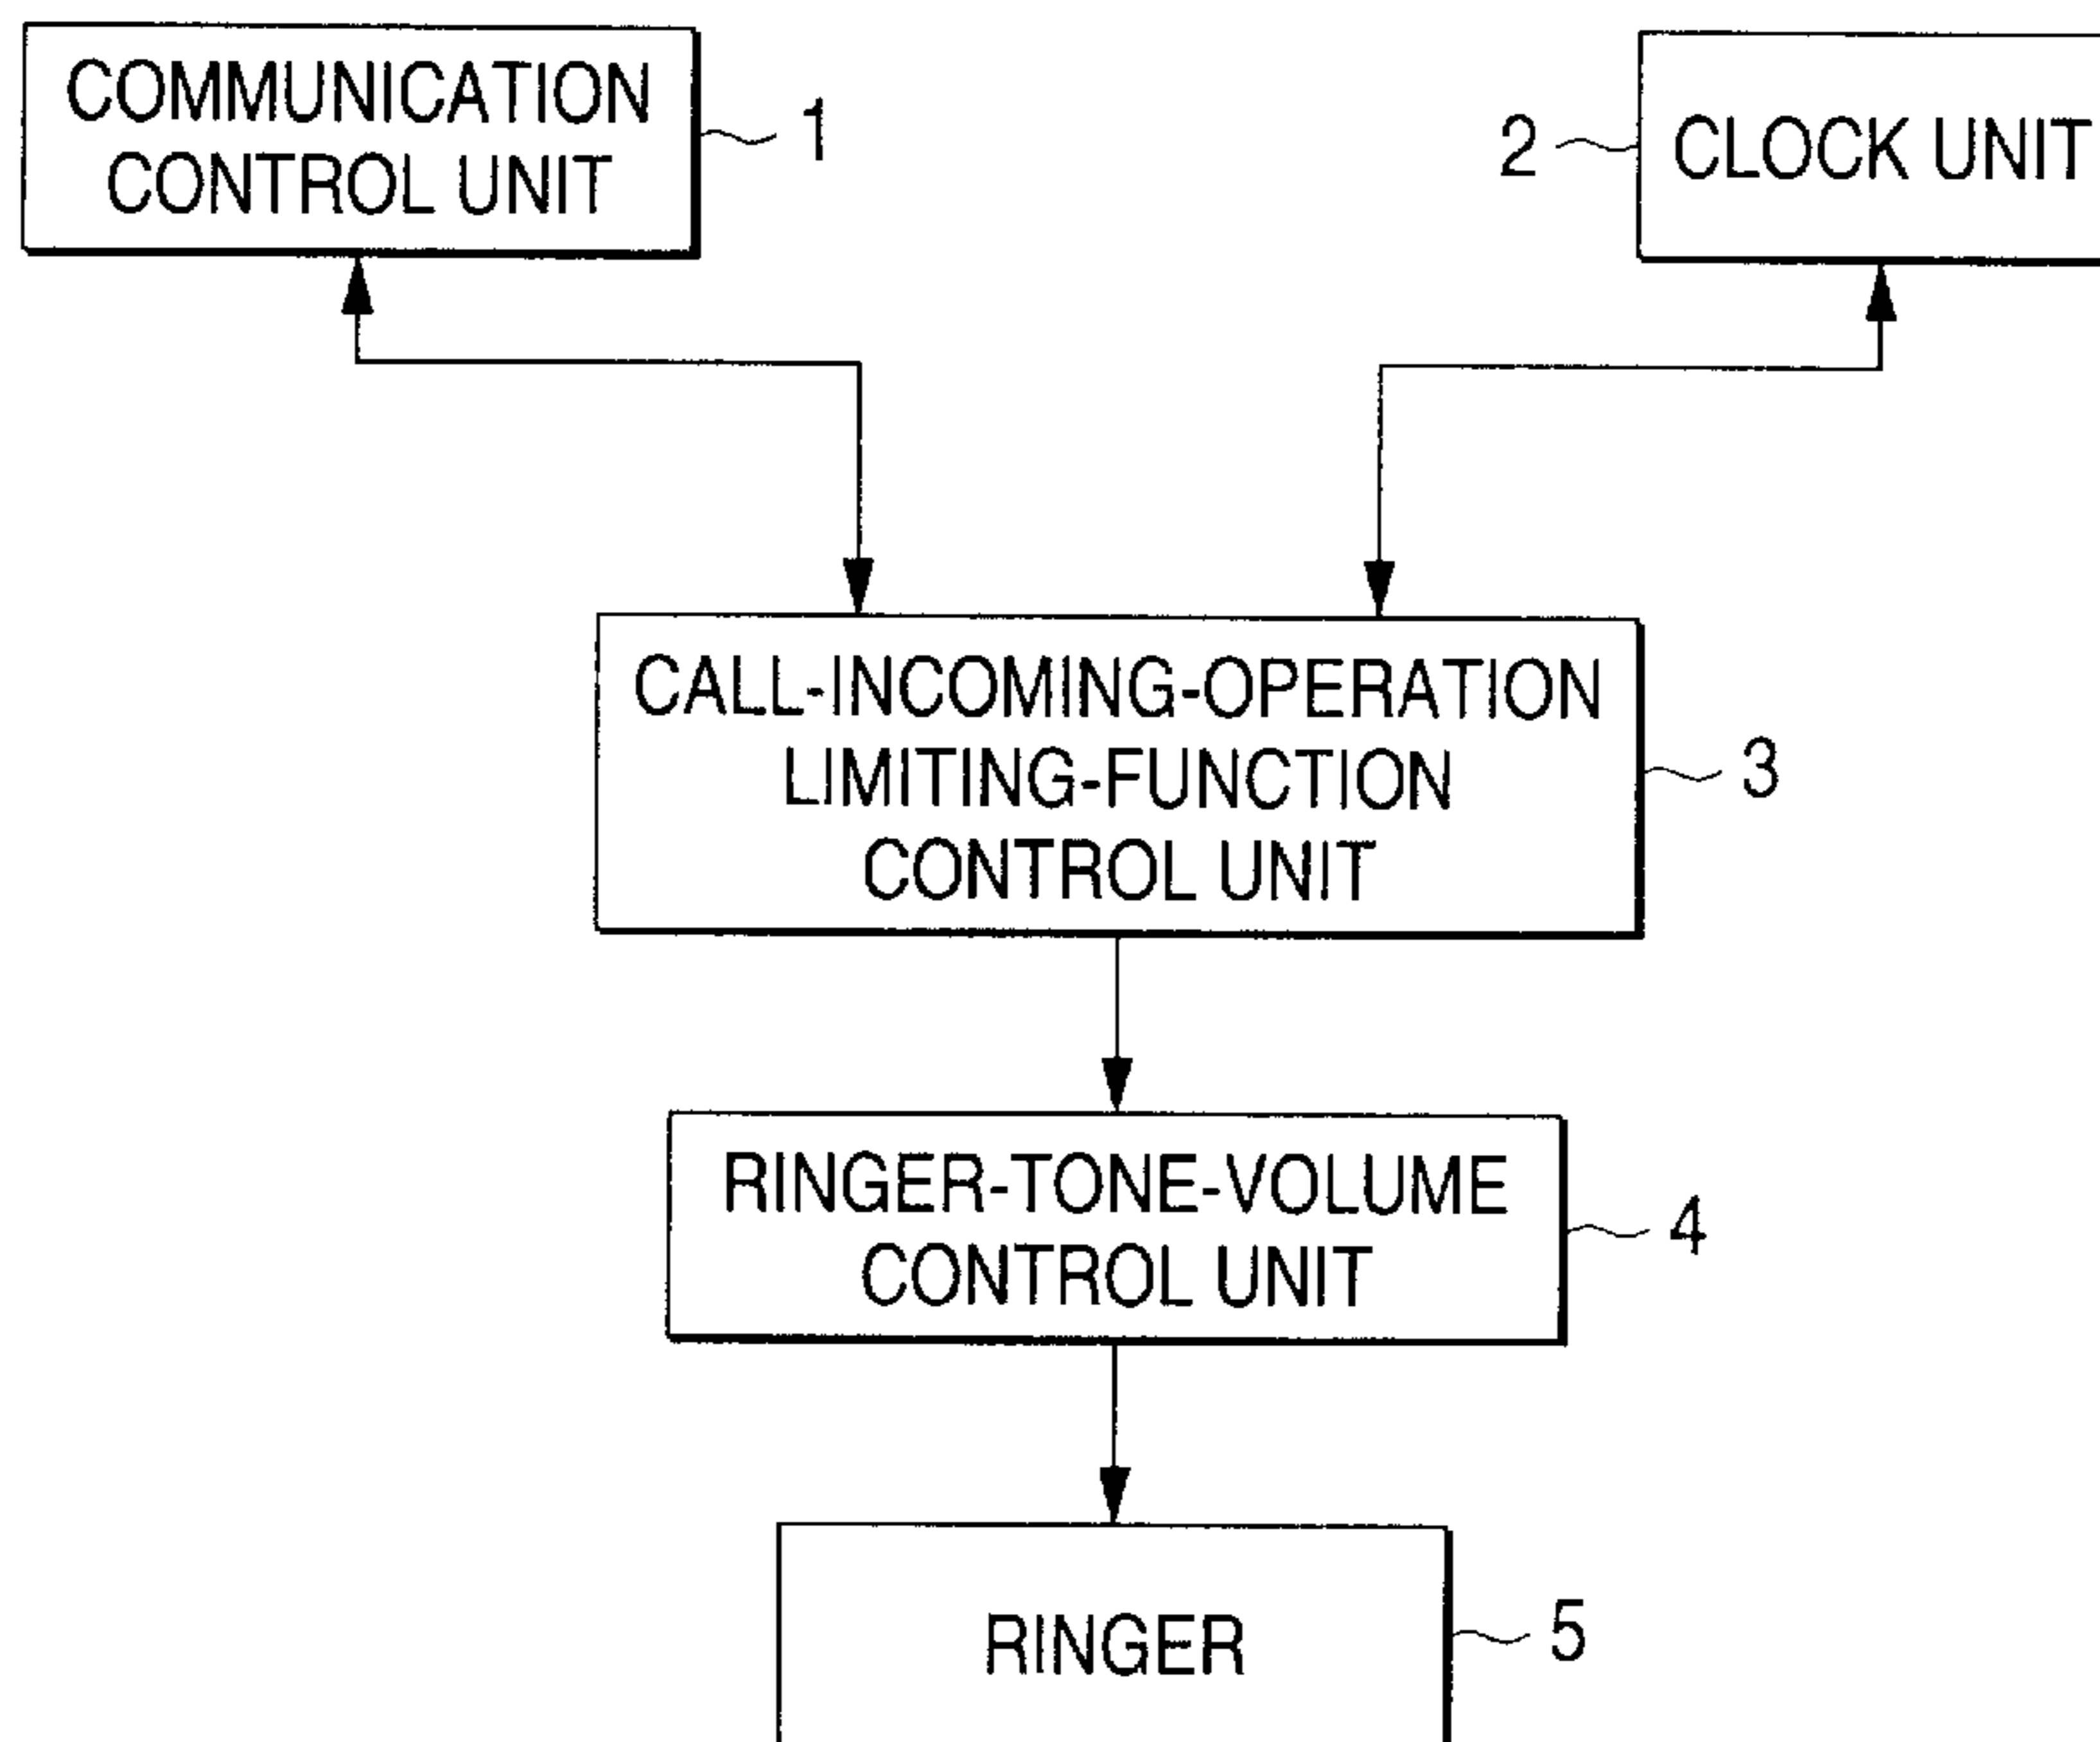 COMMUNICATION
CONTROL UNIT
1
2
CLOCK UNIT
CALL-INCOMING-OPERATION
LIMITING-FUNCTION
CONTROL UNIT
3
RINGER-TONE-VOLUME
CONTROL UNIT
4
RINGER
5